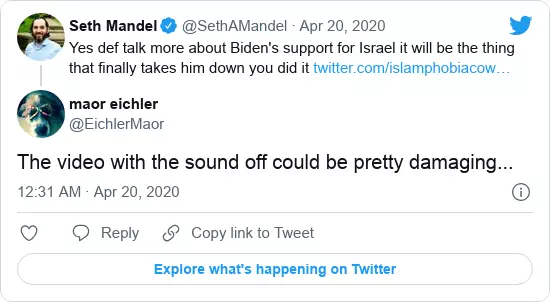 Seth Mandel @SethAMandel · Apr 20, 2020
Yes def talk more about Biden's support for Israel it will be the thing
that finally takes him down you did it twitter.com/islamphobiacow…
maor eichler
@EichlerMaor
The video with the sound off could be pretty damaging...
12:31 AM · Apr 20, 2020
Reply Copy link to Tweet
Explore what's happening on Twitter